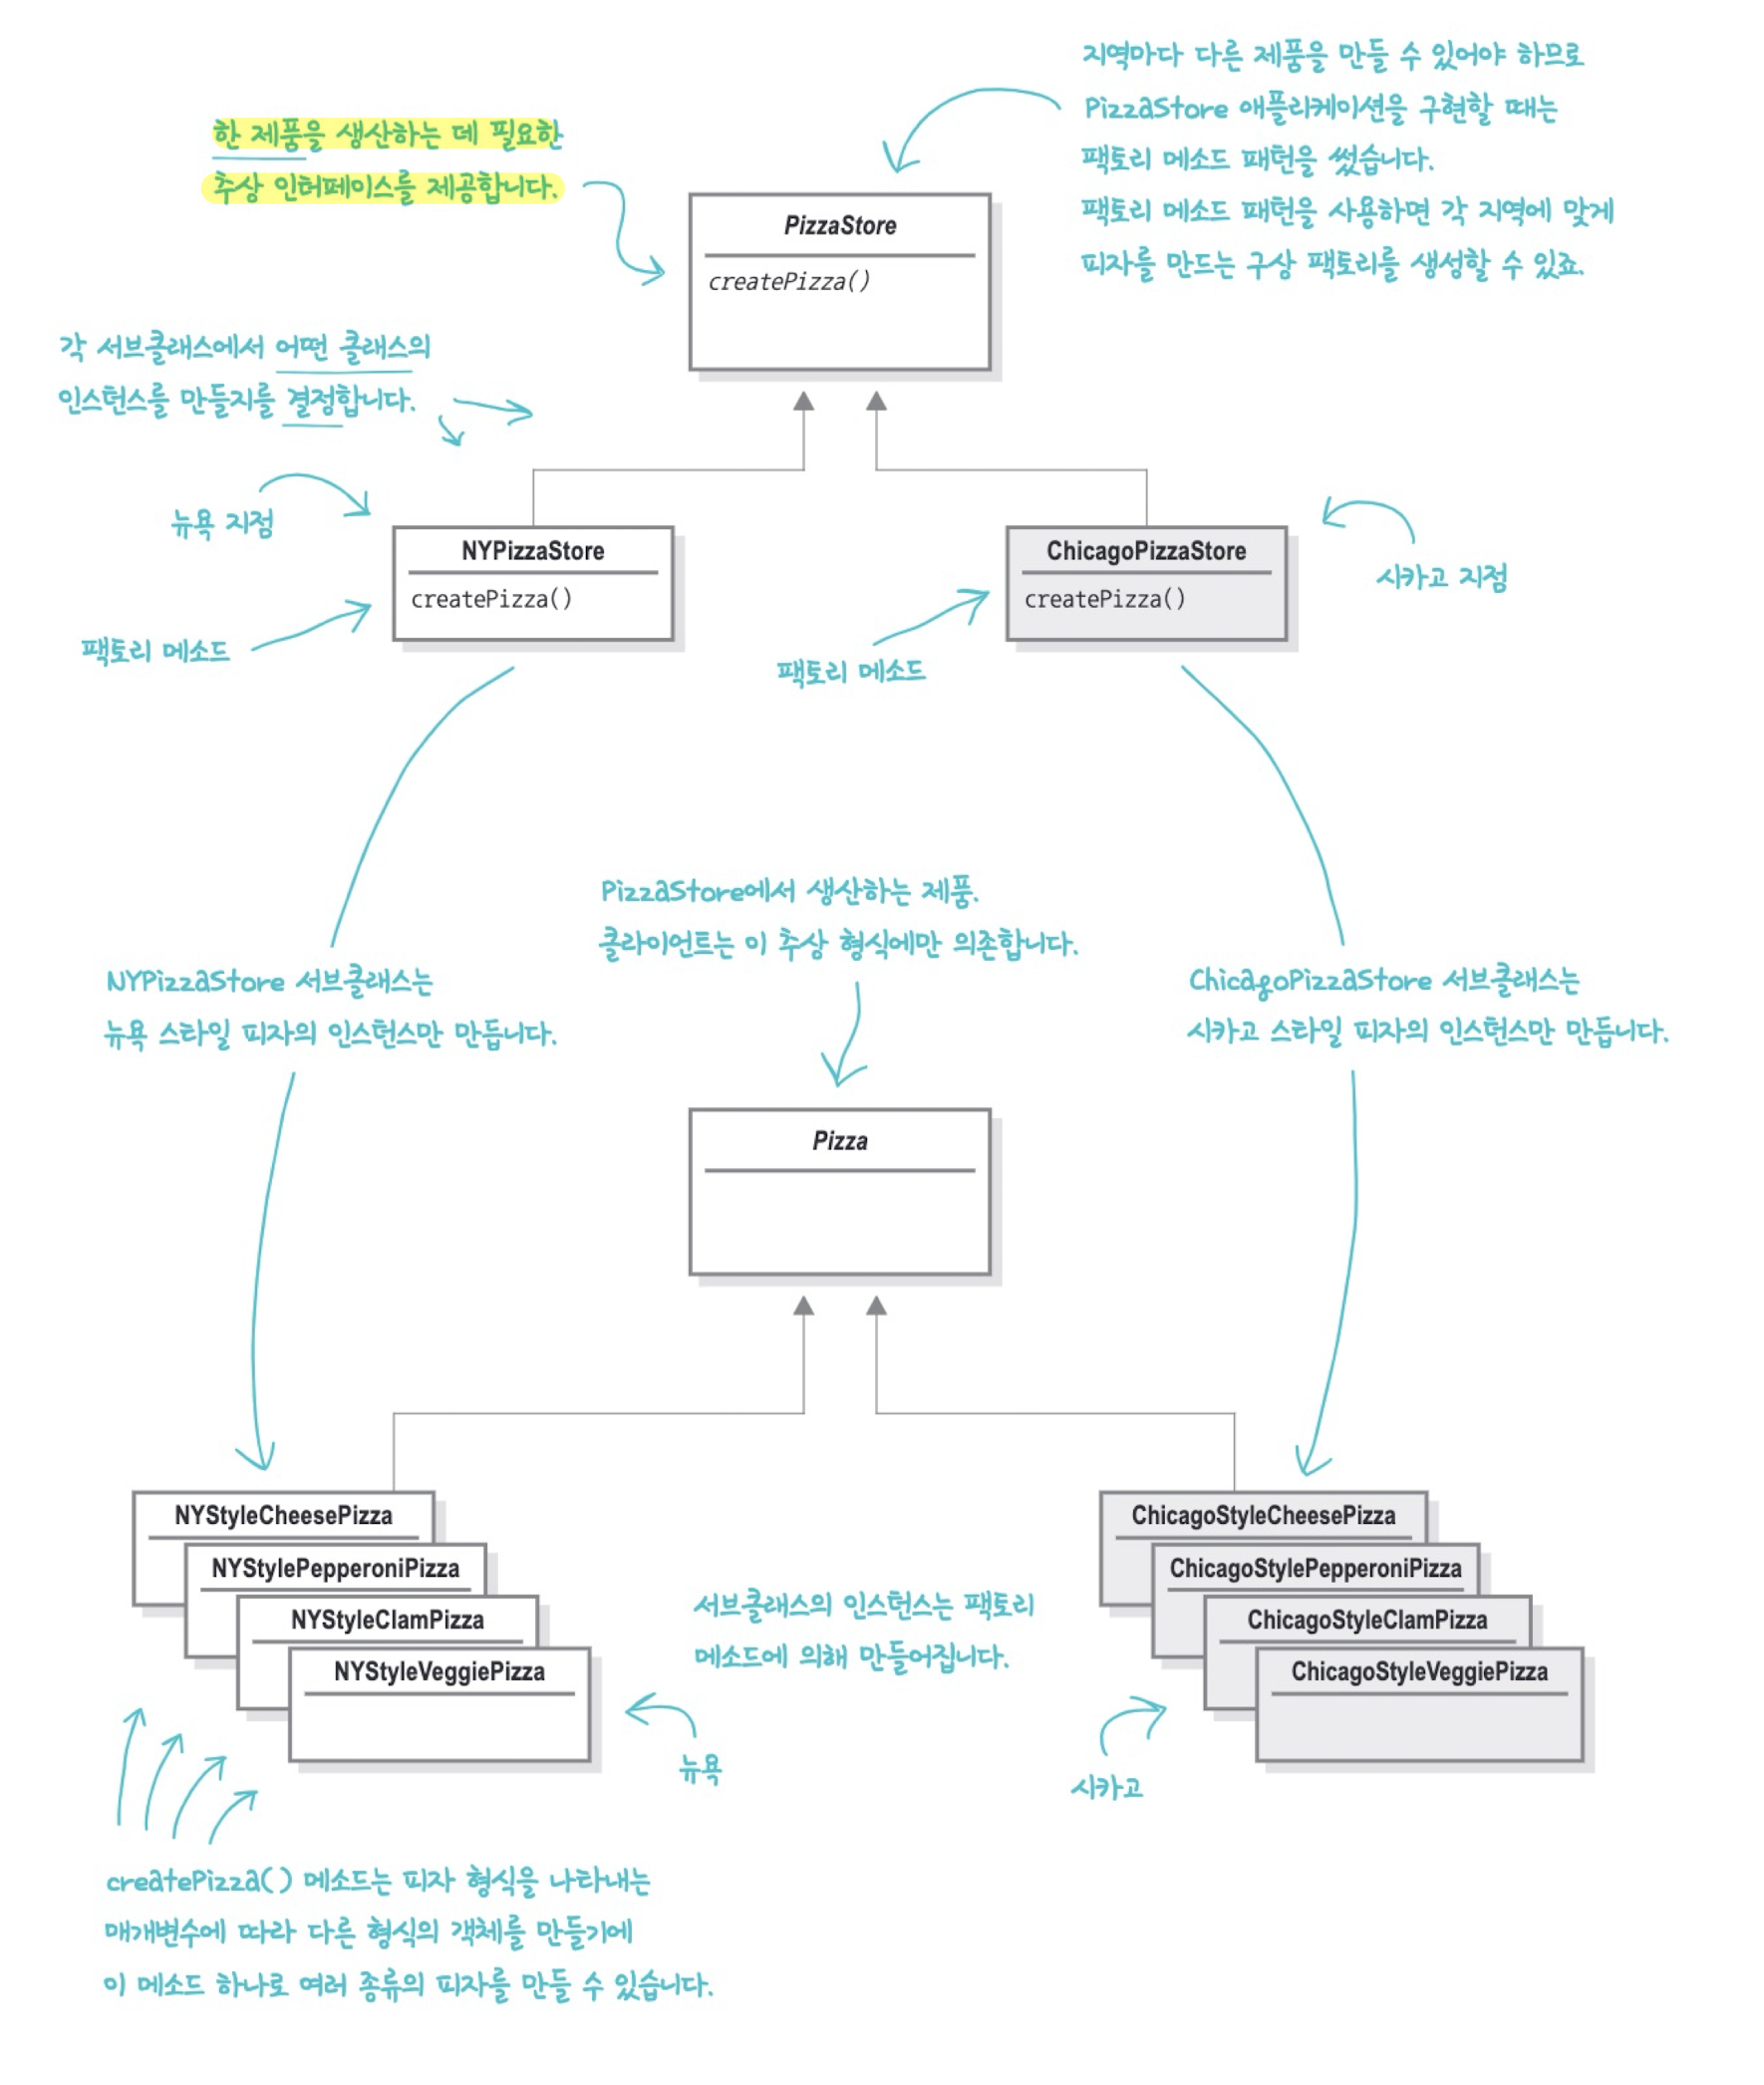 지역마다 다른 제품을 만들 수 있어야 하므로
PizzaStore 애플리케이션을 구현할 때는
팩토리 메소드 패턴을 썼습니다.
팩토리 메소드 패턴을 사용하면 각 지역에 맞게
피자를 만드는 구상 팩토리를 생성할 수 있죠.
한 제품을 생산하는 데 필요한
추상 인터페이스를 제공합니다.
PizzaStore
createPizza()
각 서브클래스에서 어떤 클래스의
인스턴스를 만들지를 결정합니다.
뉴욕 지점
NYPizzaStore
createPizza()
팩토리 메소드
ChicagoPizzaStore
createPizza()
시카고 지점
팩토리 메소드
PizzaStore에서 생산하는 제품.
클라이언트는 이 추상 형식에만 의존합니다.
NYPizzaStore 서브클래스는
뉴욕 스타일 피자의 인스턴스만 만듭니다.
ChicagoPizzaStore 서브클래스는
시카고 스타일 피자의 인스턴스만 만듭니다.
Pizza
NYStyleCheesePizza
NYStylePepperoniPizza
NYStyleClamPizza
NYStyleVeggiePizza
서브클래스의 인스턴스는 팩토리
메소드에 의해 만들어집니다.
뉴욕
ChicagoStyleCheesePizza
ChicagoStylePepperoniPizza
ChicagoStyleClamPizza
ChicagoStyleVeggiePizza
시카고
createPizza() 메소드는 피자 형식을 나타내는
매개변수에 따라 다른 형식의 객체를 만들기에
이 메소드 하나로 여러 종류의 피자를 만들 수 있습니다.